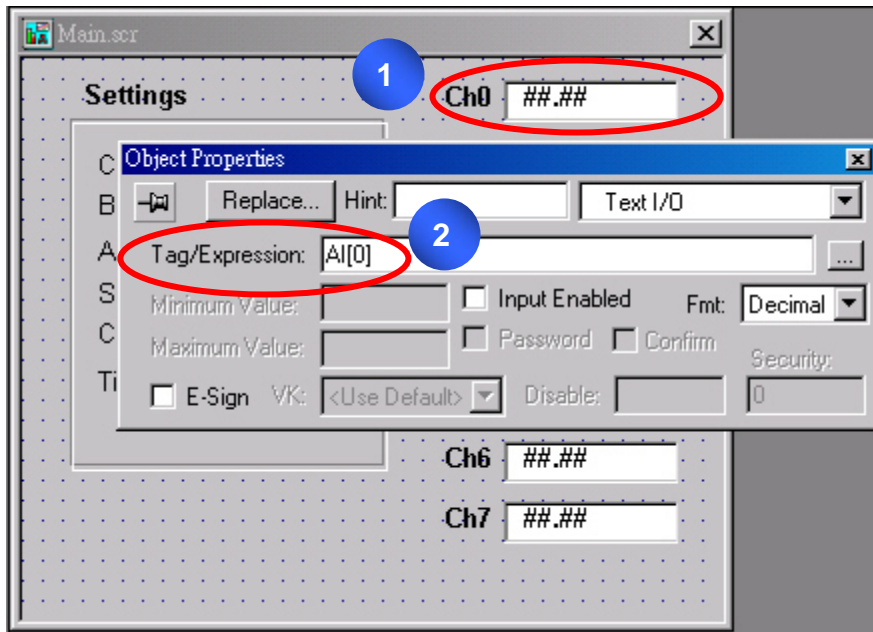 Main.scr
1
Settings
Ch0 ##.##
Object Properties
C
B
Replace... Hint: Text I/O
2
A
Tag/Expression: AI[0] ...
S
Minimum Value: Input Enabled Fmt: Decimal
C
Maximum Value: Password Confirm
Security:
Ti
E-Sign VK: <Use Default> Disable: 0
Ch6 ##.##
Ch7 ##.##